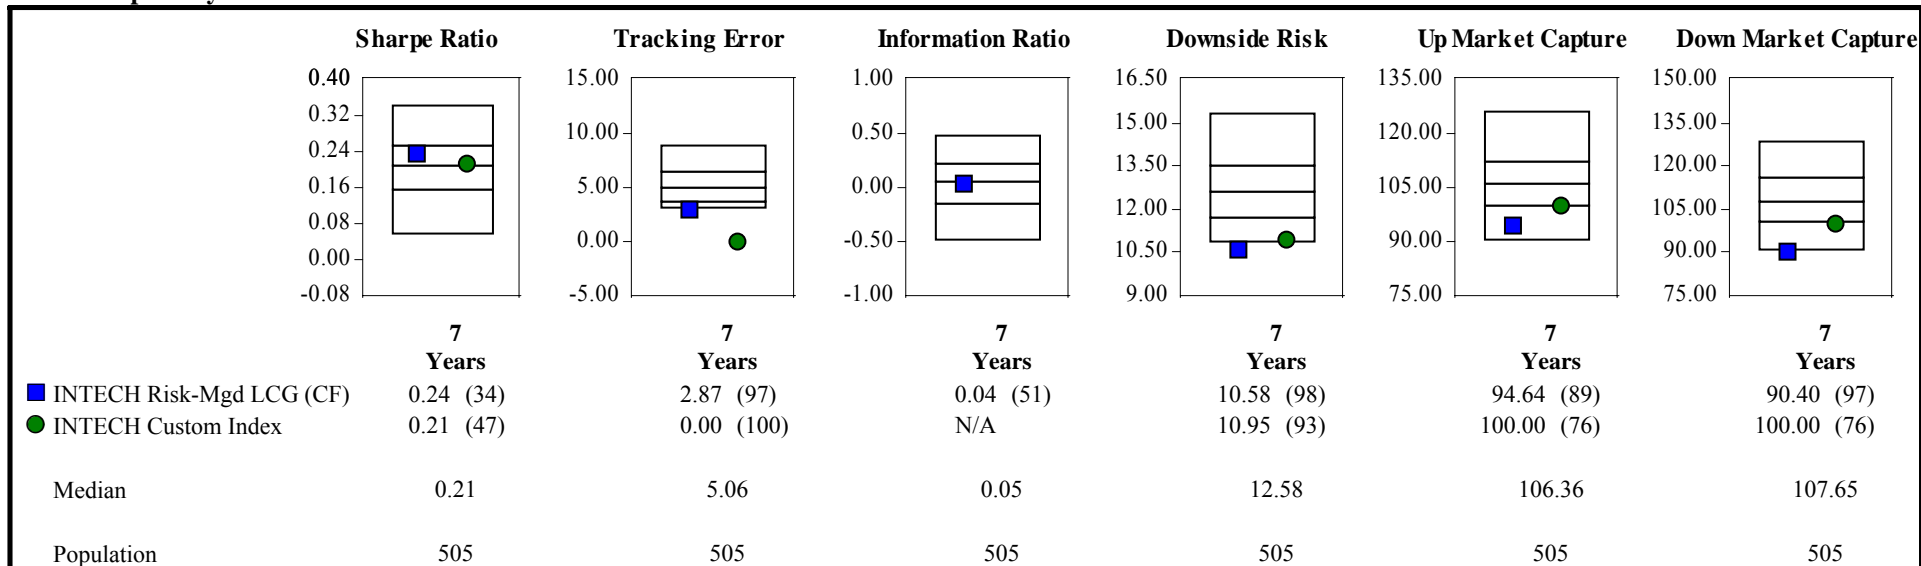 Sharpe Ratio Tracking Error Information Ratio Downside Risk Up Market Capture Down Market Capture
0.40 15.00 1.00 16.50 135.00 150.00
0.32 10.00 0.50 15.00 120.00 135.00
0.24 5.00 0.00 13.50 105.00 120.00
0.16 0.00 -0.50 12.00 90.00 105.00
0.08 -5.00 -1.00 10.50 75.00 90.00
0.00 9.00 75.00
-0.08
7 7 7 7 7 7
Years Years Years Years Years Years
INTECH Risk-Mgd LCG (CF) 0.24 (34) 2.87 (97) 0.04 (51) 10.58 (98) 94.64 (89) 90.40 (97)
INTECH Custom Index 0.21 (47) 0.00 (100) N/A 10.95 (93) 100.00 (76) 100.00 (76)
Median 0.21 5.06 0.05 12.58 106.36 107.65
Population 505 505 505 505 505 505